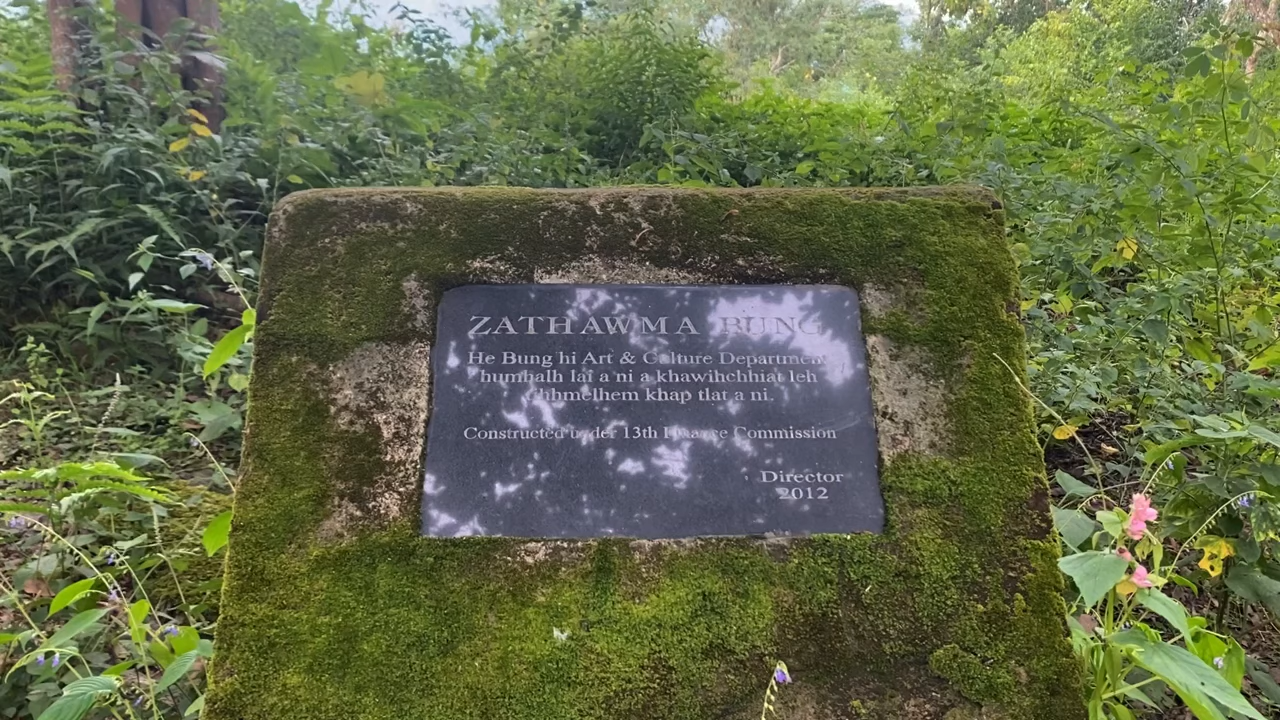 ZATHAWMA BUNG
He Bung hi Art & Culture Department
humhalh lai a ni a khawihchhiat leh
tihhmelhem khap tlat a ni.
Constructed under 13th Finance Commission
Director
2012